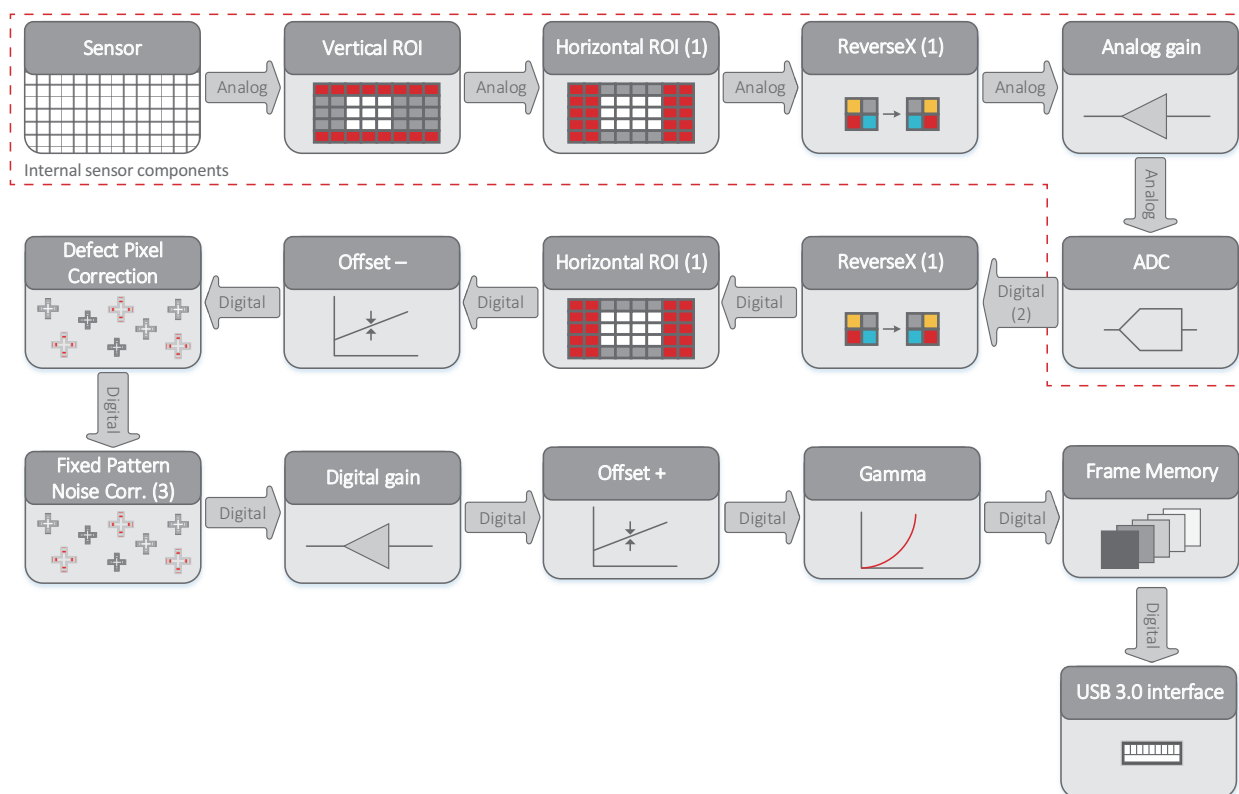 Sensor
Analog
Vertical ROI
Analog
Horizontal ROI (1)
Analog
ReverseX (1)
Analog
Analog gain
Internal sensor components
Analog
ADC
Digital
(2)
ReverseX (1)
Digital
Horizontal ROI (1)
Digital
Offset –
Digital
Defect Pixel
Correction
Digital
Fixed Pattern
Noise Corr. (3)
Digital
Digital gain
Digital
Offset +
Digital
Gamma
Digital
Frame Memory
Digital
USB 3.0 interface